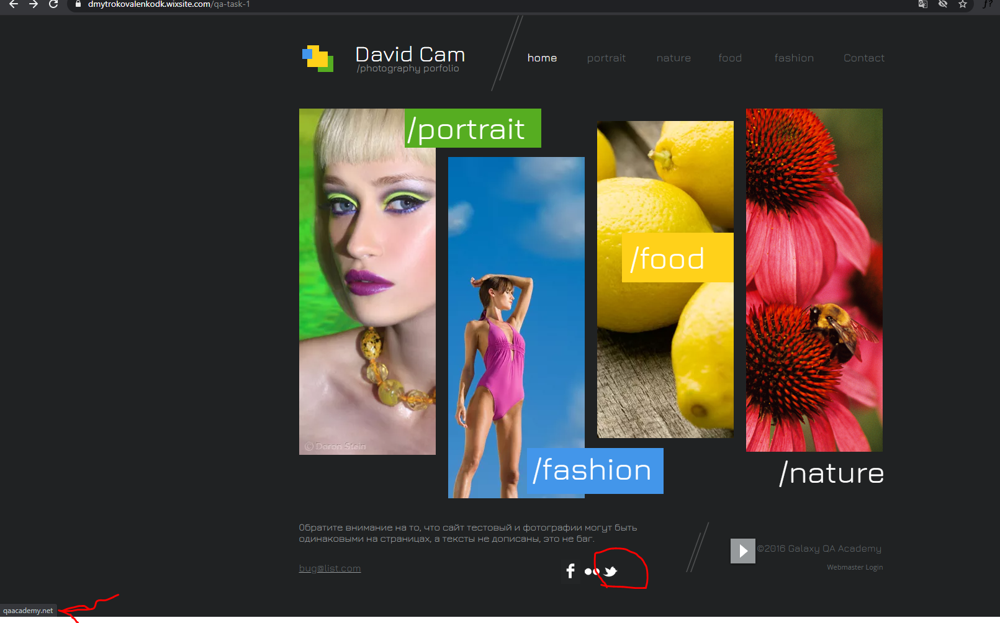 dmytrokovalenkodk.wixsite.com/qa-task-1
David Cam
/photography porfolio
home portrait nature food fashion Contact
/portrait
/food
© Doron Stein
/fashion
/nature
Обратите внимание на то, что сайт тестовый и фотографии могут быть
одинаковыми на страницах, а тексты не дописаны, это не баг.
©2016 Galaxy QA Academy
bug@list.com
Webmaster Login
qaacademy.net